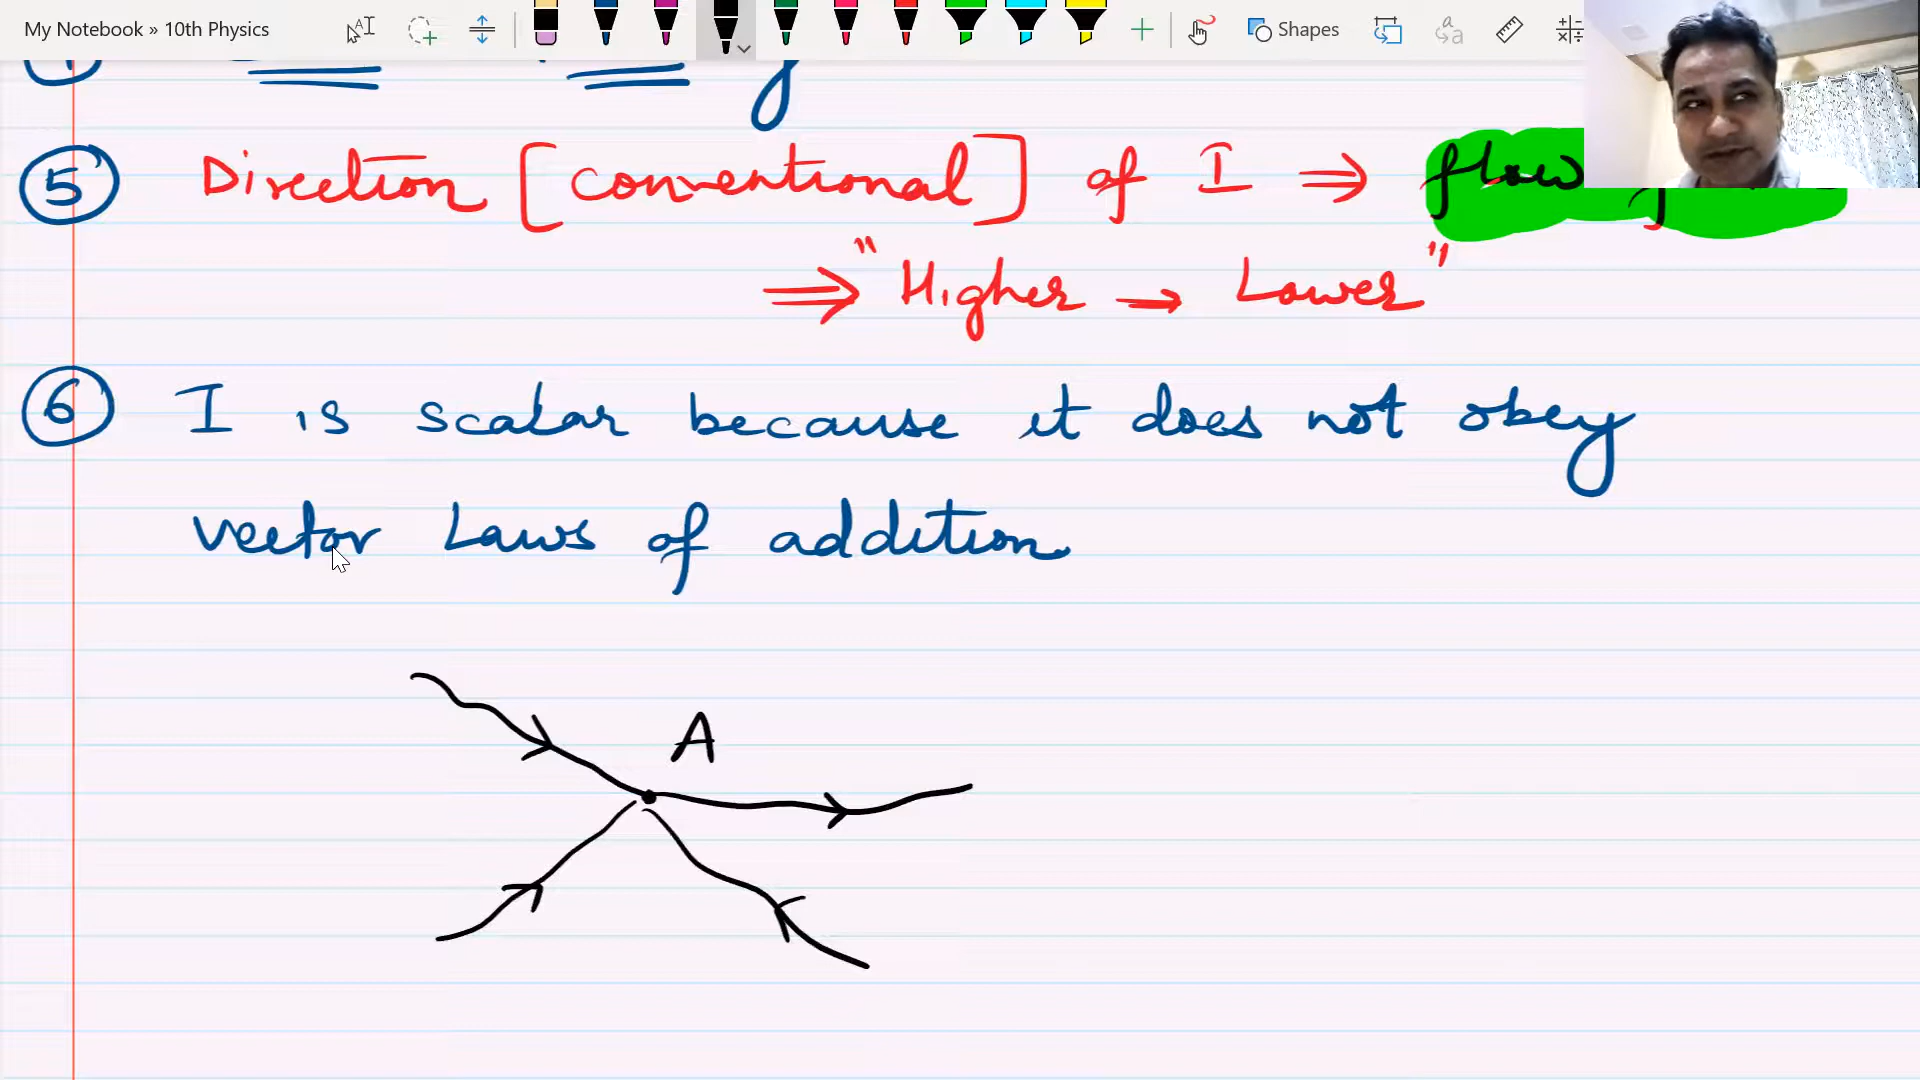 My Notebook » 10th Physics
Shapes
5 Direction [conventional] of I ⇒ flow
⇒ "Higher → Lower"
6 I is scalar because it does not obey
vector Laws of addition
A